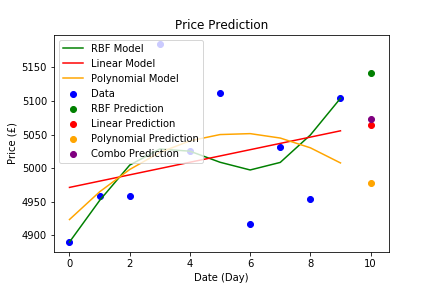 Price Prediction
RBF Model
Linear Model
Polynomial Model
Data
RBF Prediction
Linear Prediction
Polynomial Prediction
Combo Prediction
Price (£)
5150
5100
5050
5000
4950
4900
0 2 4 6 8 10
Date (Day)